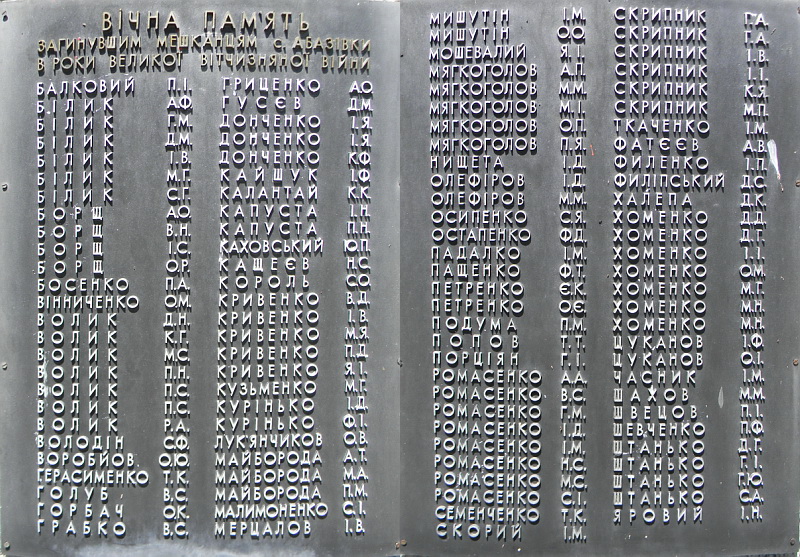 ВІЧНА ПАМ'ЯТЬ
ЗАГИНУВШИМ МЕШКАНЦЯМ С. АБАЗІВКИ
В РОКИ ВЕЛИКОЇ ВІТЧИЗНЯНОЇ ВІЙНИ
БАЛКОВИЙ П.І.
БІЛИК А.Ф.
БІЛИК Г.М.
БІЛИК Д.М.
БІЛИК І.В.
БІЛИК М.Г.
БІЛИК С.Г.
БОРЩ А.О.
БОРЩ В.Н.
БОРЩ І.С.
БОРЩ О.Р.
БОСЕНКО П.А.
ВІННИЧЕНКО О.М.
ВОЛИК Д.Н.
ВОЛИК К.Г.
ВОЛИК М.С.
ВОЛИК П.Н.
ВОЛИК П.С.
ВОЛИК П.С.
ВОЛИК Р.А.
ВОЛОДІН С.Ф.
ВОРОБЙОВ О.Ю.
ГЕРАСИМЕНКО Т.К.
ГОЛУБ В.С.
ГОРБАЧ О.К.
ГРАБКО В.С.
ГРИЦЕНКО А.О.
ГУСЄВ Д.М.
ДОНЧЕНКО І.Я.
ДОНЧЕНКО І.Я.
ДОНЧЕНКО К.Ф.
КАЙШУК І.Ф.
КАЛАНТАЙ К.К.
КАПУСТА І.Н.
КАПУСТА П.Н.
КАХОВСЬКИЙ Ю.П.
КАЩЕЄВ Н.С.
КОРОЛЬ С.О.
КРИВЕНКО В.Д.
КРИВЕНКО І.В.
КРИВЕНКО М.Я.
КРИВЕНКО П.Д.
КРИВЕНКО Я.І.
КУЗЬМЕНКО М.Г.
КУРІНЬКО І.Д.
КУРІНЬКО Ф.І.
ЛУК'ЯНЧИКОВ О.В.
МАЙБОРОДА А.Т.
МАЙБОРОДА М.А.
МАЙБОРОДА П.М.
МАЛИМОНЕНКО С.І.
МЕРЦАЛОВ І.В.
МИШУТІН І.М.
МИШУТІН О.О.
МОШЕВАЛИЙ Я.І.
МЯГКОГОЛОВ А.П.
МЯГКОГОЛОВ М.М.
МЯГКОГОЛОВ М.І.
МЯГКОГОЛОВ О.П.
МЯГКОГОЛОВ П.Я.
НИЩЕТА І.Д.
ОЛЕФІРОВ І.Д.
ОЛЕФІРОВ М.М.
ОСИПЕНКО С.Я.
ОСТАПЕНКО Ф.Д.
ПАДАЛКО І.М.
ПАЩЕНКО Ф.Т.
ПЕТРЕНКО Є.К.
ПЕТРЕНКО О.Є.
ПОДУМА П.М.
ПОПОВ Т.Т.
ПОРЦІЯН Г.І.
РОМАСЕНКО А.А.
РОМАСЕНКО В.С.
РОМАСЕНКО Г.М.
РОМАСЕНКО І.Д.
РОМАСЕНКО І.М.
РОМАСЕНКО Н.С.
РОМАСЕНКО М.С.
РОМАСЕНКО С.І.
СЕМЕНЧЕНКО Т.К.
СКОРИЙ І.М.
СКРИПНИК Г.А.
СКРИПНИК Г.А.
СКРИПНИК І.В.
СКРИПНИК І.І.
СКРИПНИК К.Я.
СКРИПНИК М.П.
ТКАЧЕНКО І.М.
ФАТЄЄВ А.В.
ФИЛЕНКО І.П.
ФИЛІПСЬКИЙ Д.С.
ХАЛЕПА Д.К.
ХОМЕНКО Д.Д.
ХОМЕНКО Д.П.
ХОМЕНКО І.І.
ХОМЕНКО О.М.
ХОМЕНКО М.Г.
ХОМЕНКО М.Н.
ХОМЕНКО М.Н.
ЦУКАНОВ І.Ф.
ЦУКАНОВ О.І.
ЧАСНИК І.М.
ШАХОВ М.М.
ШВЕЦОВ П.І.
ШЕВЧЕНКО П.Ф.
ШТАНЬКО Д.П.
ШТАНЬКО Г.І.
ШТАНЬКО Г.Ю.
ШТАНЬКО С.А.
ЯРОВИЙ І.Н.